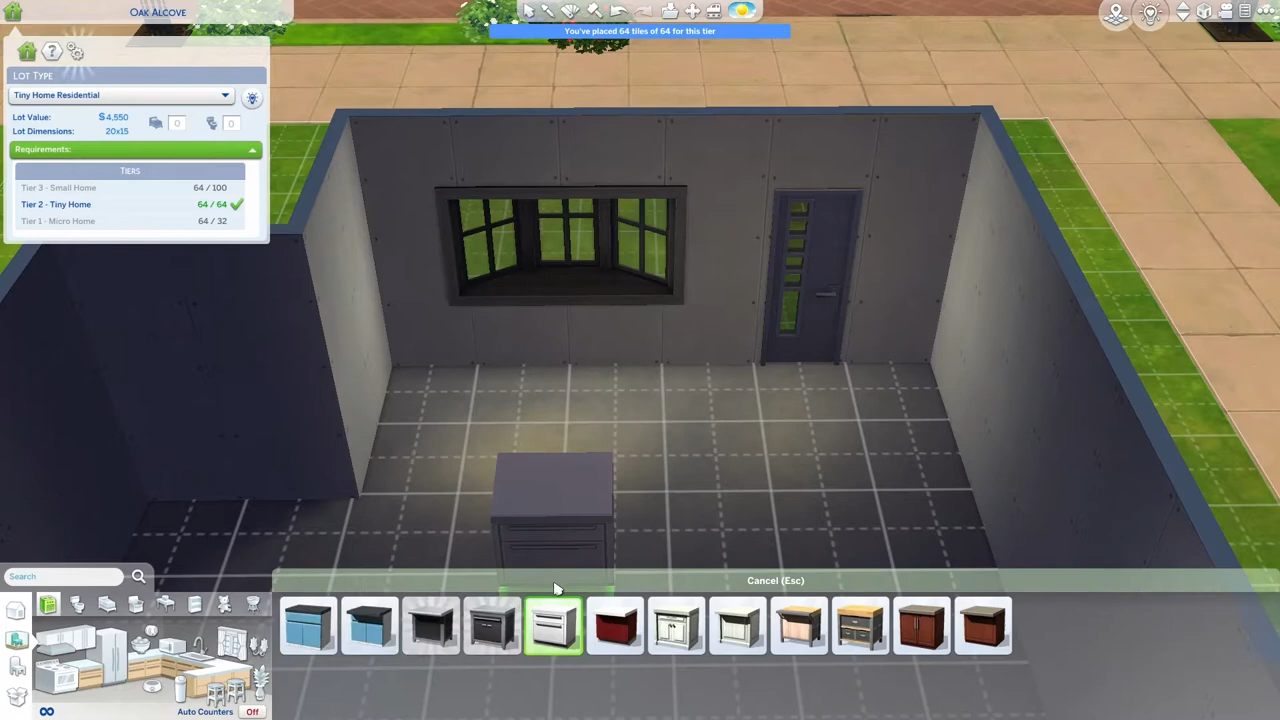 OAK ALCOVE
You've placed 64 tiles of 64 for this tier
LOT TYPE
Tiny Home Residential
Lot Value: §4,550
0
0
Lot Dimensions: 20x15
Requirements:
TIERS
Tier 3 - Small Home 64 / 100
Tier 2 - Tiny Home 64 / 64
Tier 1 - Micro Home 64 / 32
Search
Cancel (Esc)
Auto Counters Off